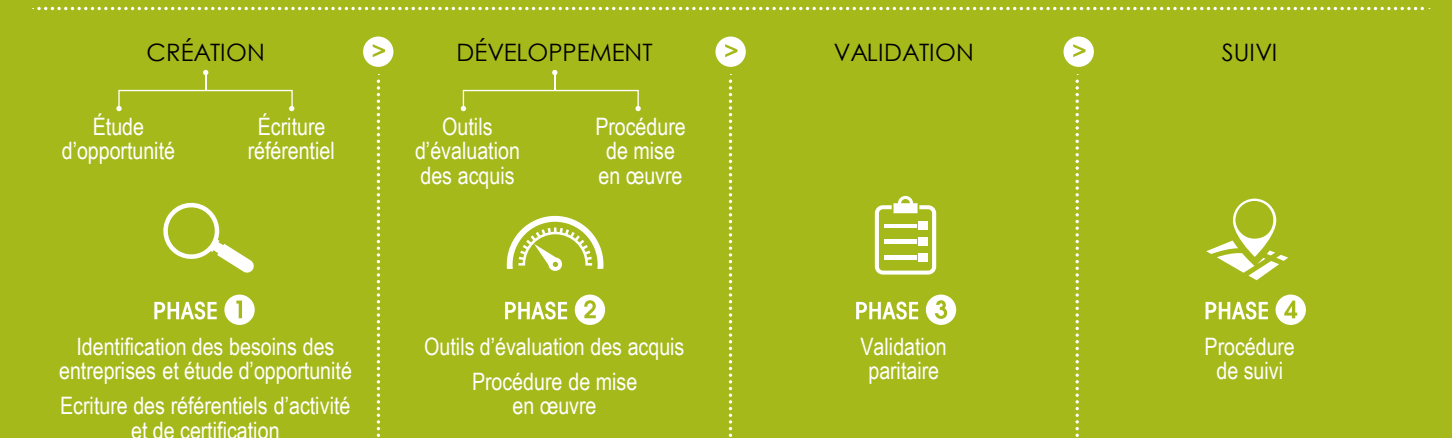 CRÉATION
>
DÉVELOPPEMENT
>
VALIDATION
>
SUIVI
Étude
d’opportunité
Écriture
référentiel
Outils
d’évaluation
des acquis
Procédure
de mise
en œuvre
PHASE 1
Identification des besoins des
entreprises et étude d’opportunité
Ecriture des référentiels d’activité
et de certification
PHASE 2
Outils d’évaluation des acquis
Procédure de mise
en œuvre
PHASE 3
Validation
paritaire
PHASE 4
Procédure
de suivi